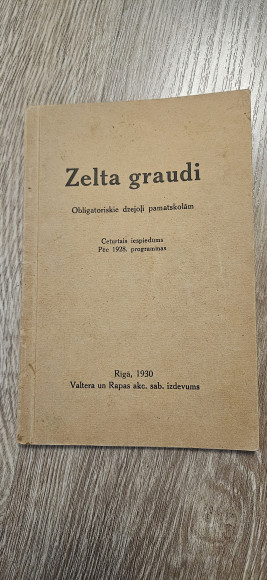 Zelta graudi
Obligatoriskie dzejoļi pamatskolām
Ceturtais iespiedums
Pēc 1928. programmas
Rīgā, 1930
Valtera un Rapas akc. sab. izdevums